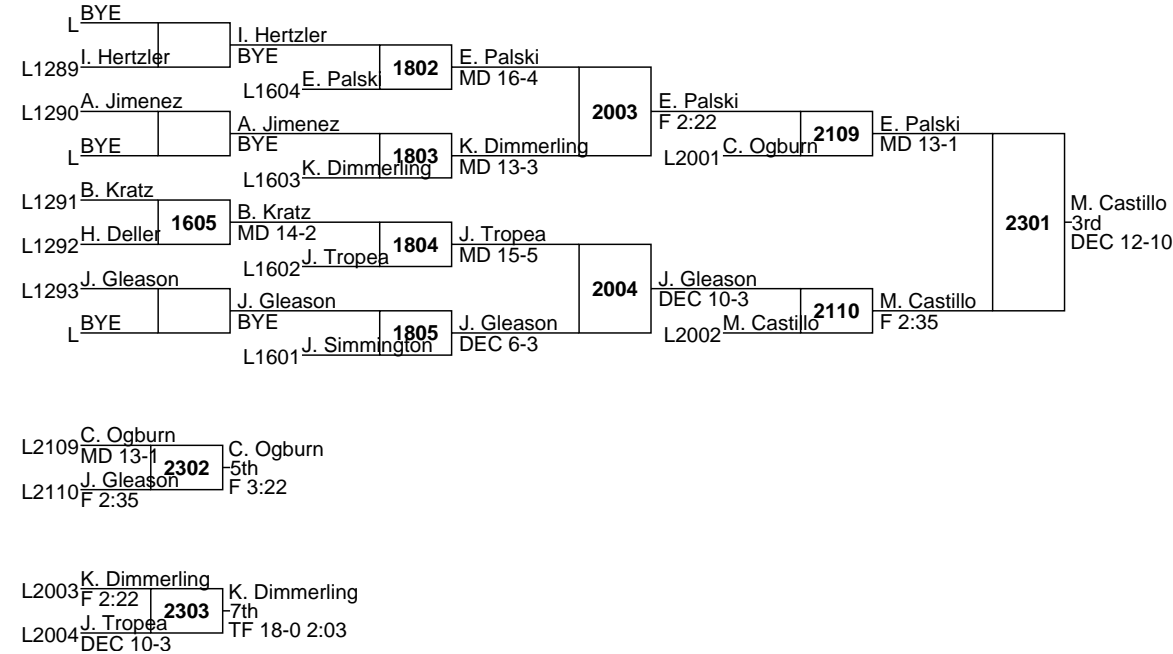 BYE
L
I. Hertzler
BYE
L1289 I. Hertzler
1802
E. Palski
MD 16-4
L1604 E. Palski
L1290 A. Jimenez
2003
E. Palski
F 2:22
A. Jimenez
BYE
L BYE
1803
K. Dimmerling
MD 13-3
L1603 K. Dimmerling
L2001 C. Ogburn
2109
E. Palski
MD 13-1
L1291 B. Kratz
1605
B. Kratz
MD 14-2
L1292 H. Deller
1804
J. Tropea
MD 15-5
L1602 J. Tropea
2301
M. Castillo
3rd
DEC 12-10
L1293 J. Gleason
2004
J. Gleason
DEC 10-3
J. Gleason
BYE
L BYE
1805
J. Gleason
DEC 6-3
L1601 J. Simmington
L2002 M. Castillo
2110
M. Castillo
F 2:35
L2109 C. Ogburn
MD 13-1
2302
C. Ogburn
5th
F 3:22
L2110 J. Gleason
F 2:35
L2003 K. Dimmerling
F 2:22
2303
K. Dimmerling
7th
TF 18-0 2:03
L2004 J. Tropea
DEC 10-3